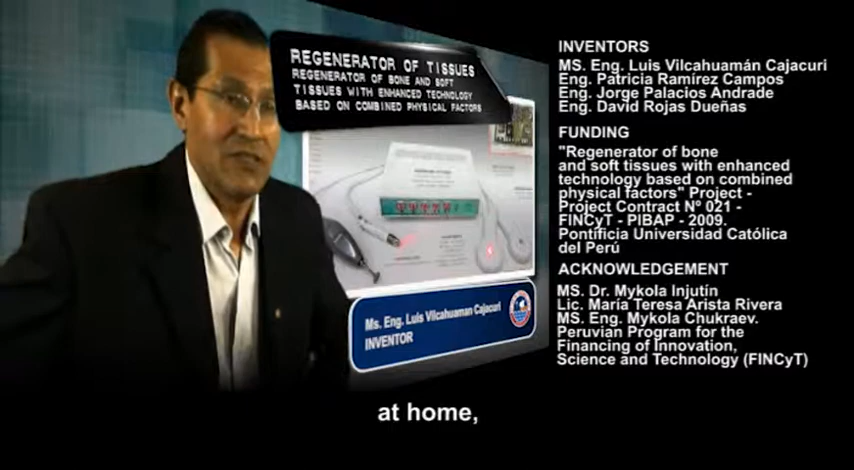 REGENERATOR OF TISSUES
REGENERATOR OF BONE AND SOFT
TISSUES WITH ENHANCED TECHNOLOGY
BASED ON COMBINED PHYSICAL FACTORS
Ms. Eng. Luis Vilcahuaman Cajacuri
INVENTOR
INVENTORS
MS. Eng. Luis Vilcahuamán Cajacuri
Eng. Patricia Ramírez Campos
Eng. Jorge Palacios Andrade
Eng. David Rojas Dueñas
FUNDING
"Regenerator of bone
and soft tissues with enhanced
technology based on combined
physical factors" Project -
Project Contract Nº 021 -
FINCyT - PIBAP - 2009.
Pontificia Universidad Católica
del Perú
ACKNOWLEDGEMENT
MS. Dr. Mykola Injutín
Lic. María Teresa Arista Rivera
MS. Eng. Mykola Chukraev.
Peruvian Program for the
Financing of Innovation,
Science and Technology (FINCyT)
at home,